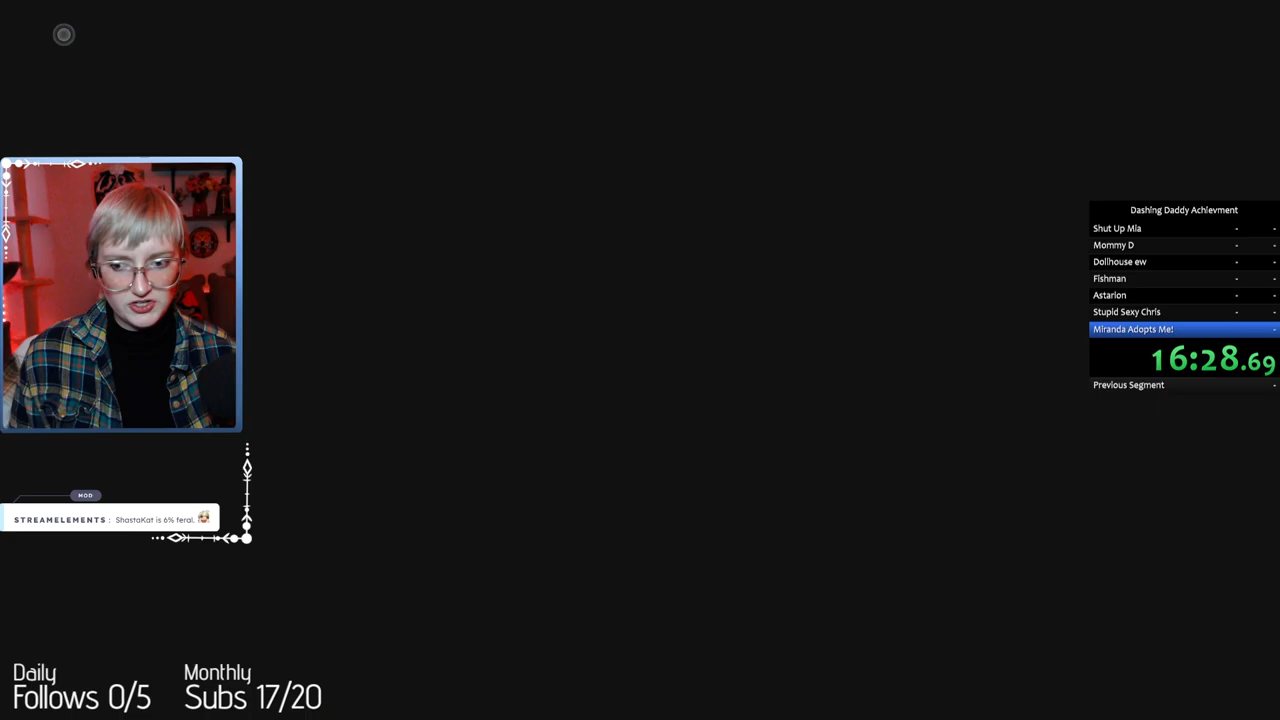 Dashing Daddy Achievment
Shut Up Mia - -
Mommy D - -
Dollhouse ew - -
Fishman - -
Astarion - -
Stupid Sexy Chris - -
Miranda Adopts Me! -
16:28.69
Previous Segment -
MOD
STREAMELEMENTS : ShastaKat is 6% feral.
Daily
Follows 0/5
Monthly
Subs 17/20